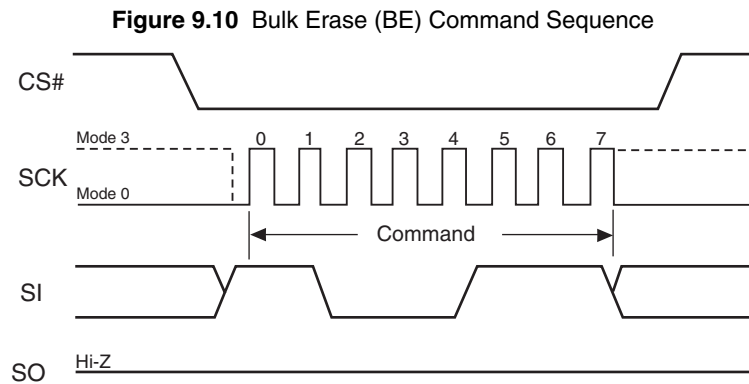 Figure 9.10 Bulk Erase (BE) Command Sequence
CS#
Mode 3
0 1 2 3 4 5 6 7
SCK
Mode 0
Command
SI
Hi-Z
SO